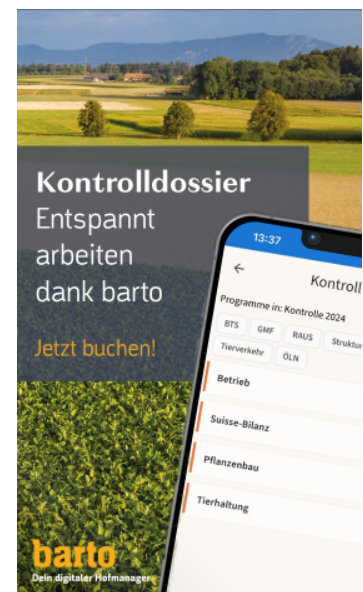 Kontrolldossier
Entspannt
arbeiten
dank barto
Jetzt buchen!
13:37
Kontroll
Programme in: Kontrolle 2024
BTS GMF RAUS Struktur
Tierverkehr ÖLN
Betrieb
Suisse-Bilanz
Pflanzenbau
Tierhaltung
barto
Dein digitaler Hofmanager